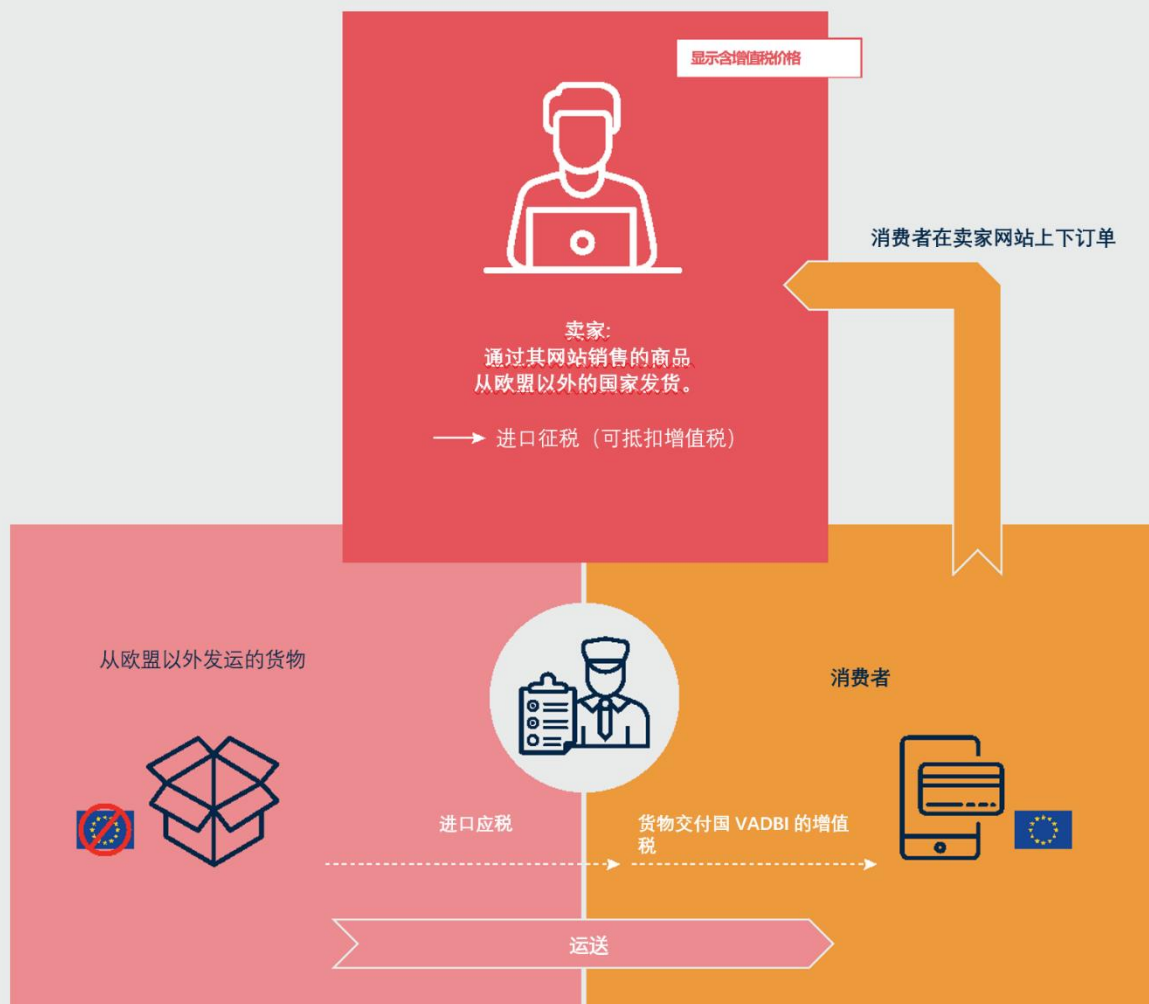 显示含增值税价格
消费者在卖家网站上下订单
卖家:
通过其网站销售的商品
从欧盟以外的国家发货。
进口征税（可抵扣增值税）
从欧盟以外发运的货物
消费者
进口应税
货物交付国 VADBI 的增值
税
运送